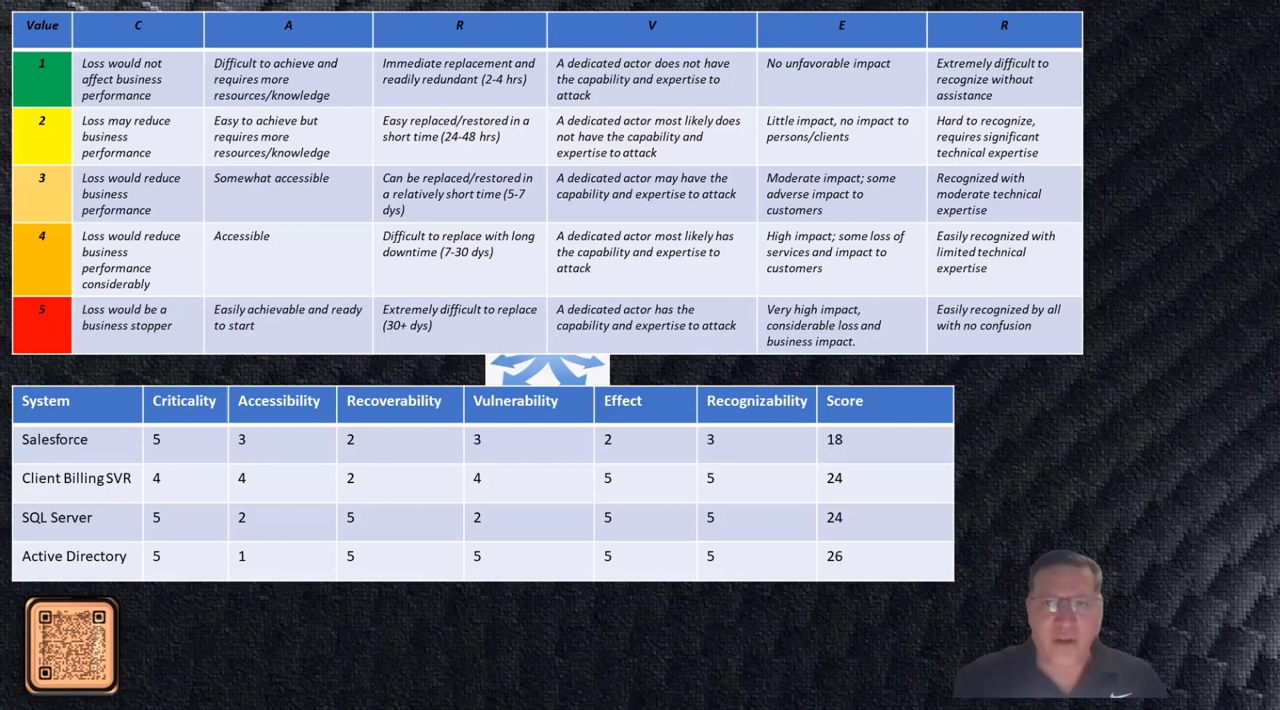 Value C A R V E R
1
Loss would not
affect business
performance
Difficult to achieve and
requires more
resources/knowledge
Immediate replacement and
readily redundant (2-4 hrs)
A dedicated actor does not have
the capability and expertise to
attack
No unfavorable impact
Extremely difficult to
recognize without
assistance
2
Loss may reduce
business
performance
Easy to achieve but
requires more
resources/knowledge
Easy replaced/restored in a
short time (24-48 hrs)
A dedicated actor most likely does
not have the capability and
expertise to attack
Little impact, no impact to
persons/clients
Hard to recognize,
requires significant
technical expertise
3
Loss would reduce
business
performance
Somewhat accessible
Can be replaced/restored in
a relatively short time (5-7
dys)
A dedicated actor may have the
capability and expertise to attack
Moderate impact; some
adverse impact to
customers
Recognized with
moderate technical
expertise
4
Loss would reduce
business
performance
considerably
Accessible
Difficult to replace with long
downtime (7-30 dys)
A dedicated actor most likely has
the capability and expertise to
attack
High impact; some loss of
services and impact to
customers
Easily recognized with
limited technical
expertise
5
Loss would be a
business stopper
Easily achievable and ready
to start
Extremely difficult to replace
(30+ dys)
A dedicated actor has the
capability and expertise to attack
Very high impact,
considerable loss and
business impact.
Easily recognized by all
with no confusion
System Criticality Accessibility Recoverability Vulnerability Effect Recognizability Score
Salesforce 5 3 2 3 2 3 18
Client Billing SVR 4 4 2 4 5 5 24
SQL Server 5 2 5 2 5 5 24
Active Directory 5 1 5 5 5 5 26